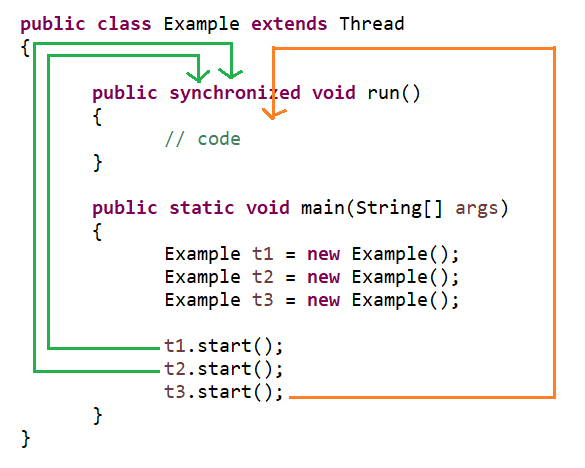 public class Example extends Thread
{
public synchronized void run()
{
// code
}
public static void main(String[] args)
{
Example t1 = new Example();
Example t2 = new Example();
Example t3 = new Example();
t1.start();
t2.start();
t3.start();
}
}